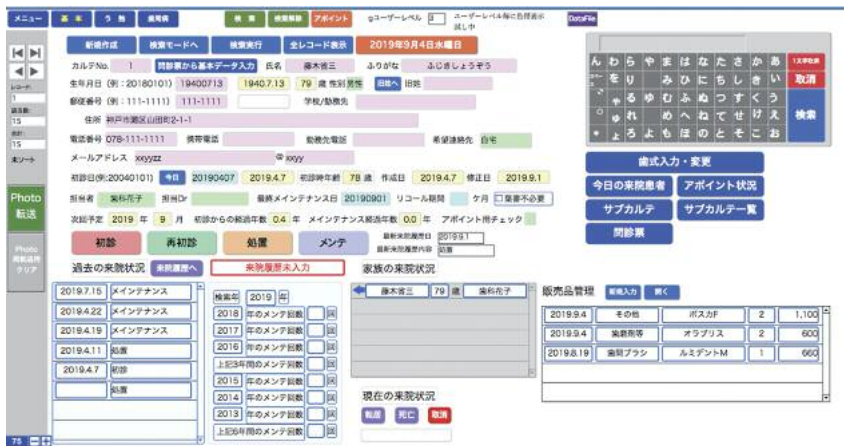 メニュー 基本 う蝕 歯周病 検索 検索解除 アポイント gユーザーレベル 3 ユーザーレベル毎に色分表示 DataFile
試し中
新規作成 検索モードへ 検索実行 全レコード表示 2019年9月4日水曜日
カルテNo. 1 問診票から基本データ入力 氏名 藤木省三 ふりがな ふじきしょうぞう
生年月日 (例:20180101) 19400713 1940.7.13 79 歳 性別 男性 旧姓へ 旧姓
郵便番号 (例:111-1111) 111-1111 学校/勤務先
住所 神戸市灘区山田町2-1-1
電話番号 078-111-1111 携帯電話 勤務先電話 希望連絡先 自宅
メールアドレス xxyyzz @ xxyy
初診日(例:20040101) 今日 20190407 2019.4.7 初診時年齢 78 歳 作成日 2019.4.7 修正日 2019.9.1
担当者 歯科花子 担当Dr 最終メインテナンス日 20190901 リコール期間 ケ月 葉書不必要
次回予定 2019 年 9 月 初診からの経過年数 0.4 年 メインテナンス経過年数 0.0 年 アポイント用チェック
初診 再初診 処置 メンテ
最新来院履歴日 2019.9.1
最新来院履歴内容 処置
レコード:
1
15
合計:
15
未ソート
Photo
転送
Photo
クリア
75
過去の来院状況 来院履歴へ 来院履歴未入力
2019.7.15 メインテナンス
2019.4.22 メインテナンス
2019.4.19 メインテナンス
2019.4.11 処置
2019.4.7 初診
処置
検索年 2019 年
2018 年のメンテ回数 回
2017 年のメンテ回数 回
2016 年のメンテ回数 回
上記3年間のメンテ回数 回
2015 年のメンテ回数 回
2014 年のメンテ回数 回
2013 年のメンテ回数 回
上記6年間のメンテ回数 回
家族の来院状況
藤木省三 79 歳 歯科花子
現在の来院状況
転居 死亡 取消
ん わ ら や ま は な た さ か あ 1文字取消
を り み ひ に ち し き い 取消
る ゆ む ふ ぬ つ す く う
れ め へ ね て せ け え 検索
ろ よ も ほ の と そ こ お
歯式入力・変更
今日の来院患者 アポイント状況
サブカルテ サブカルテ一覧
問診票
販売品管理 新規入力 開く
2019.9.4 その他 ポスカF 2 1,100
2019.9.4 歯磨剤等 オラプリス 2 600
2019.8.19 歯間ブラシ ルミデントM 1 660